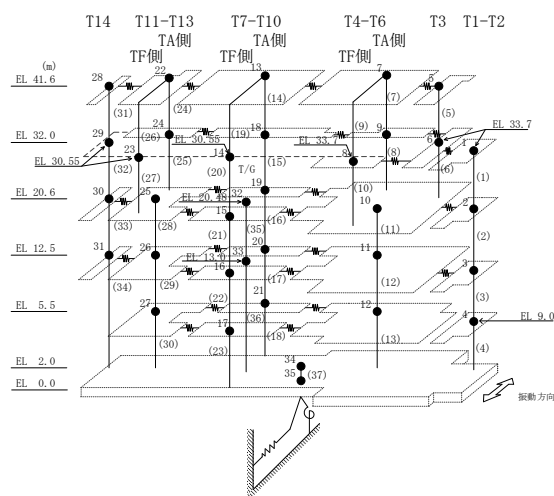 T14 T11-T13 T7-T10 T4-T6 T3 T1-T2
TA側 TA側 TA側
TF側 TF側 TF側
(m)
EL 41.6 28 22 13 7 5
(31) (24) (14) (7) (5)
EL 32.0 29 24 (19) 18 (9) 9 EL 33.7
(26) EL 30.55 EL 33.7 6 1
EL 30.55 23 (25) 14 (15) 8 (8) (6)
(32) (20) T/G (1)
(27) 19 (10)
EL 20.6 30 25 EL 20.48 32 10 2
(33) (28) 15 (35) (16) (11) (2)
(21) 20
EL 12.5 31 26 EL 13.0 33 11 3
(34) (29) 16 (17) (12) (3)
(22) 21
EL 5.5 27 (36) 12 4 EL 9.0
(30) 17 (18) (13) (4)
(23)
EL 2.0 34
EL 0.0 35 (37)
振動方向